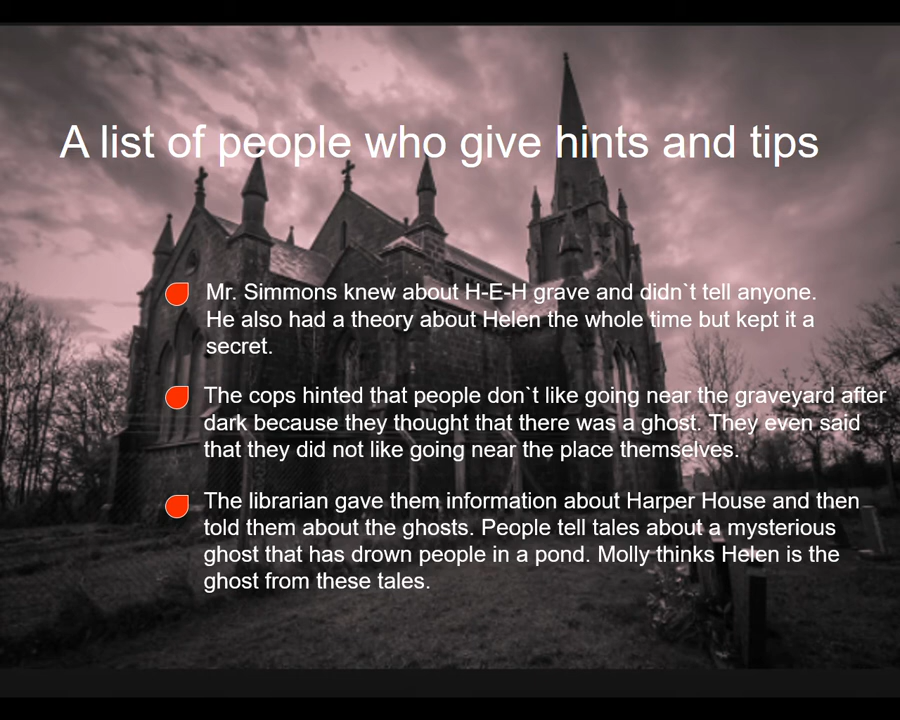 A list of people who give hints and tips
Mr. Simmons knew about H-E-H grave and didn`t tell anyone.
He also had a theory about Helen the whole time but kept it a
secret.
The cops hinted that people don`t like going near the graveyard after
dark because they thought that there was a ghost. They even said
that they did not like going near the place themselves.
The librarian gave them information about Harper House and then
told them about the ghosts. People tell tales about a mysterious
ghost that has drown people in a pond. Molly thinks Helen is the
ghost from these tales.